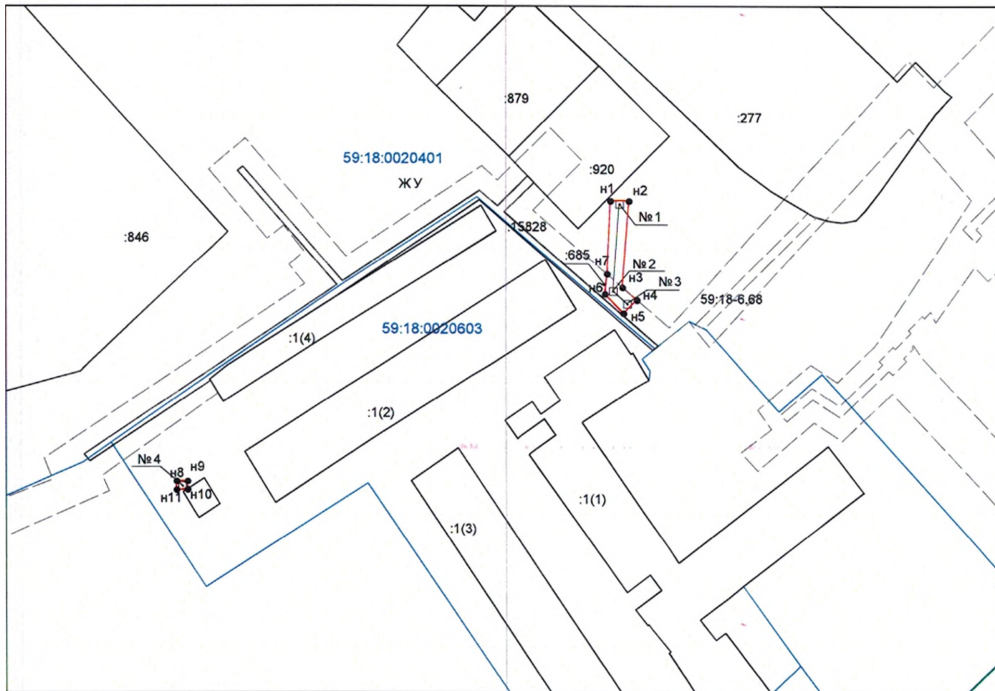 :879
:277
59:18:0020401
ЖУ
:920
н1
н2
№1
:846
:15828
:685
н7
№2
н3
№3
н6
н4
59:18-6.68
н5
59:18:0020603
:1(4)
:1(2)
№4
н8
н9
н11
н10
:1(1)
:1(3)